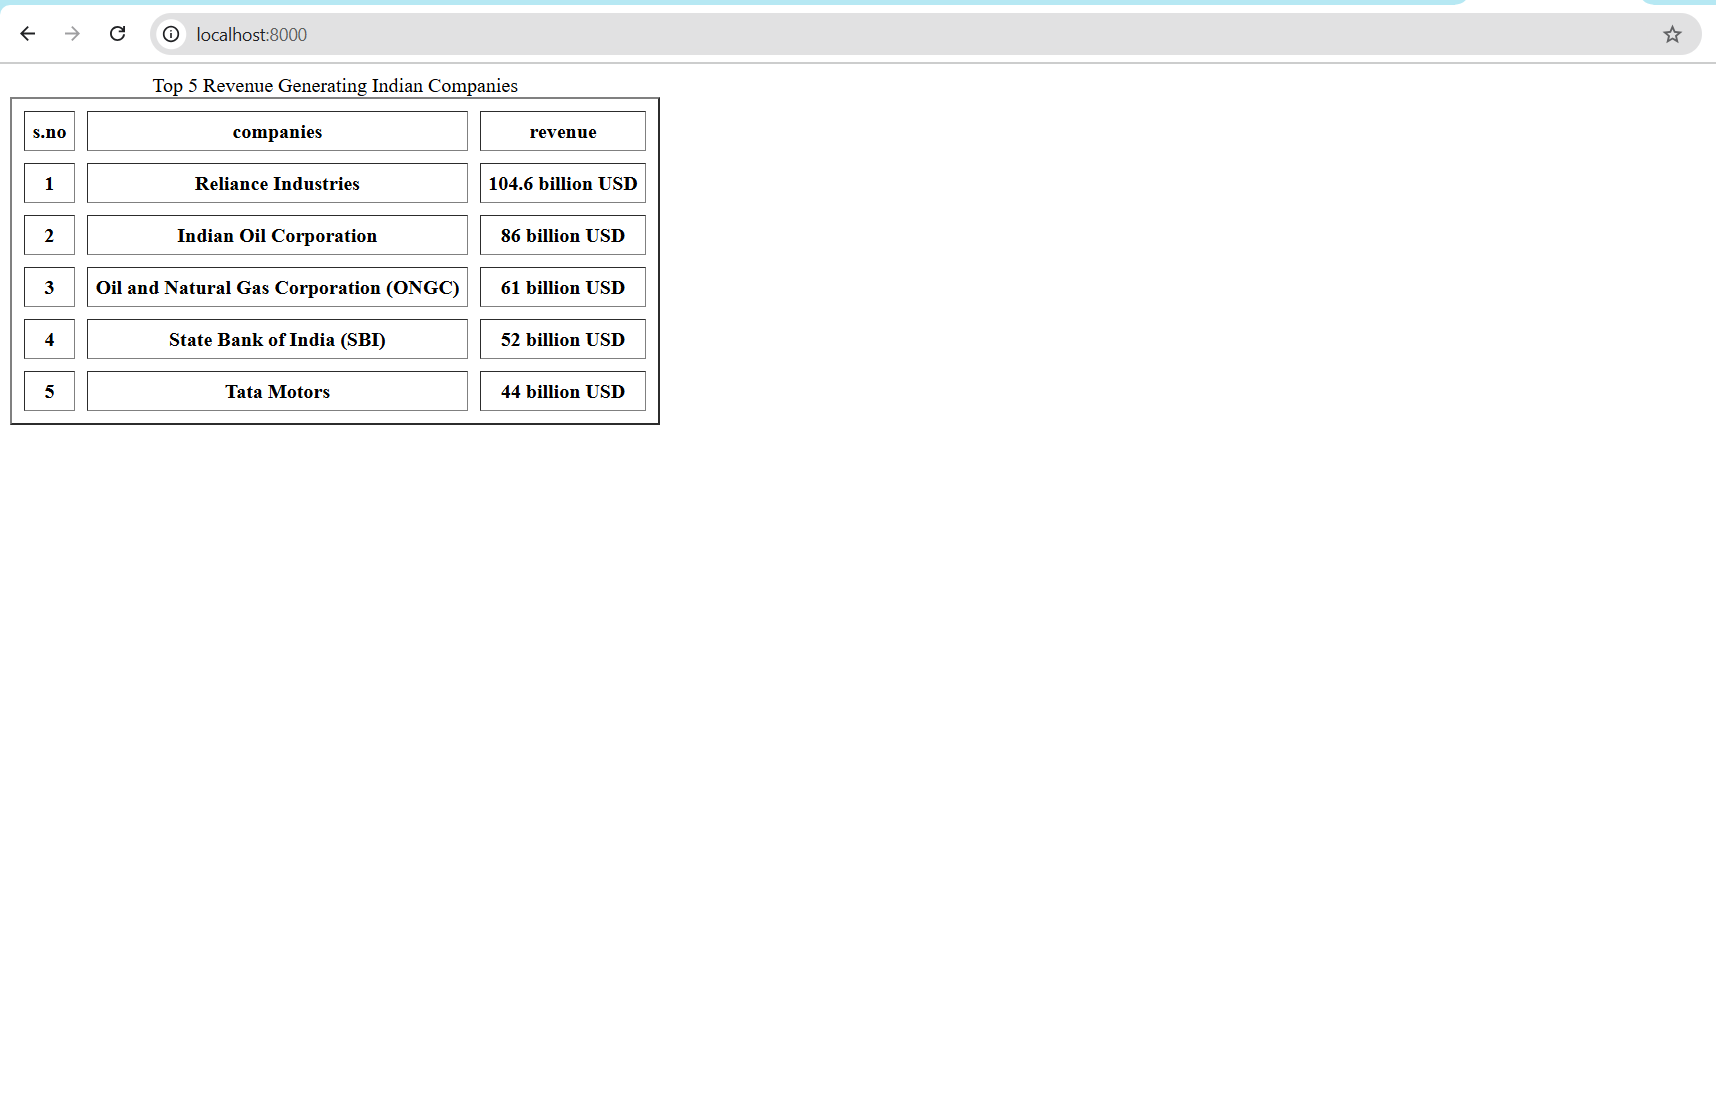 localhost:8000
Top 5 Revenue Generating Indian Companies
s.no companies revenue
1 Reliance Industries 104.6 billion USD
2 Indian Oil Corporation 86 billion USD
3 Oil and Natural Gas Corporation (ONGC) 61 billion USD
4 State Bank of India (SBI) 52 billion USD
5 Tata Motors 44 billion USD